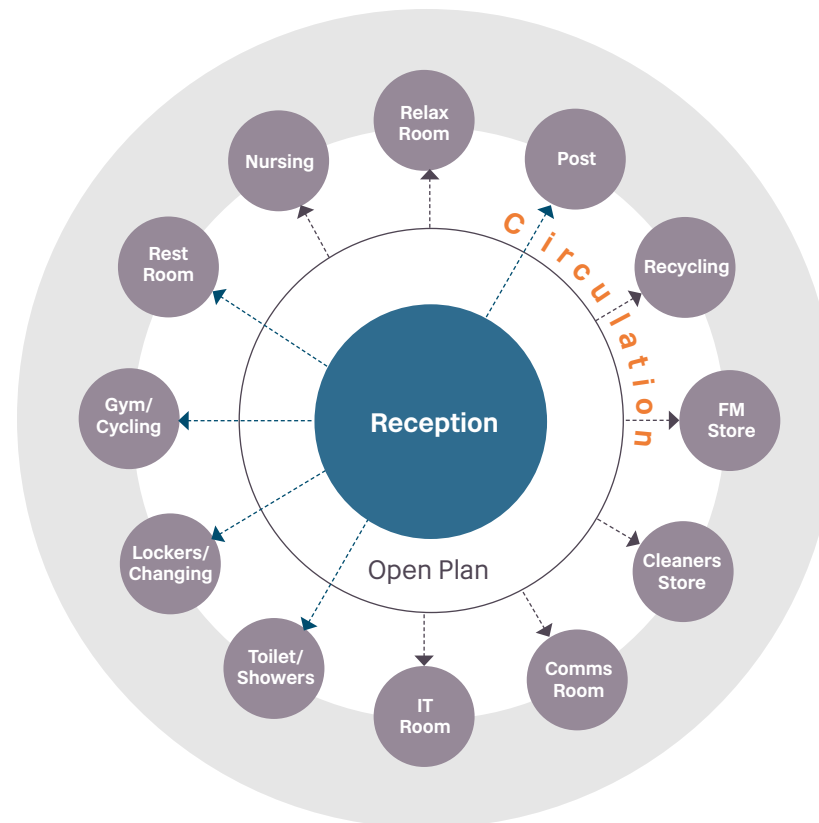 Relax
Room
Post
Recycling
FM
Store
Cleaners
Store
Comms
Room
IT
Room
Toilet/
Showers
Lockers/
Changing
Gym/
Cycling
Rest
Room
Nursing
Circulation
Reception
Open Plan